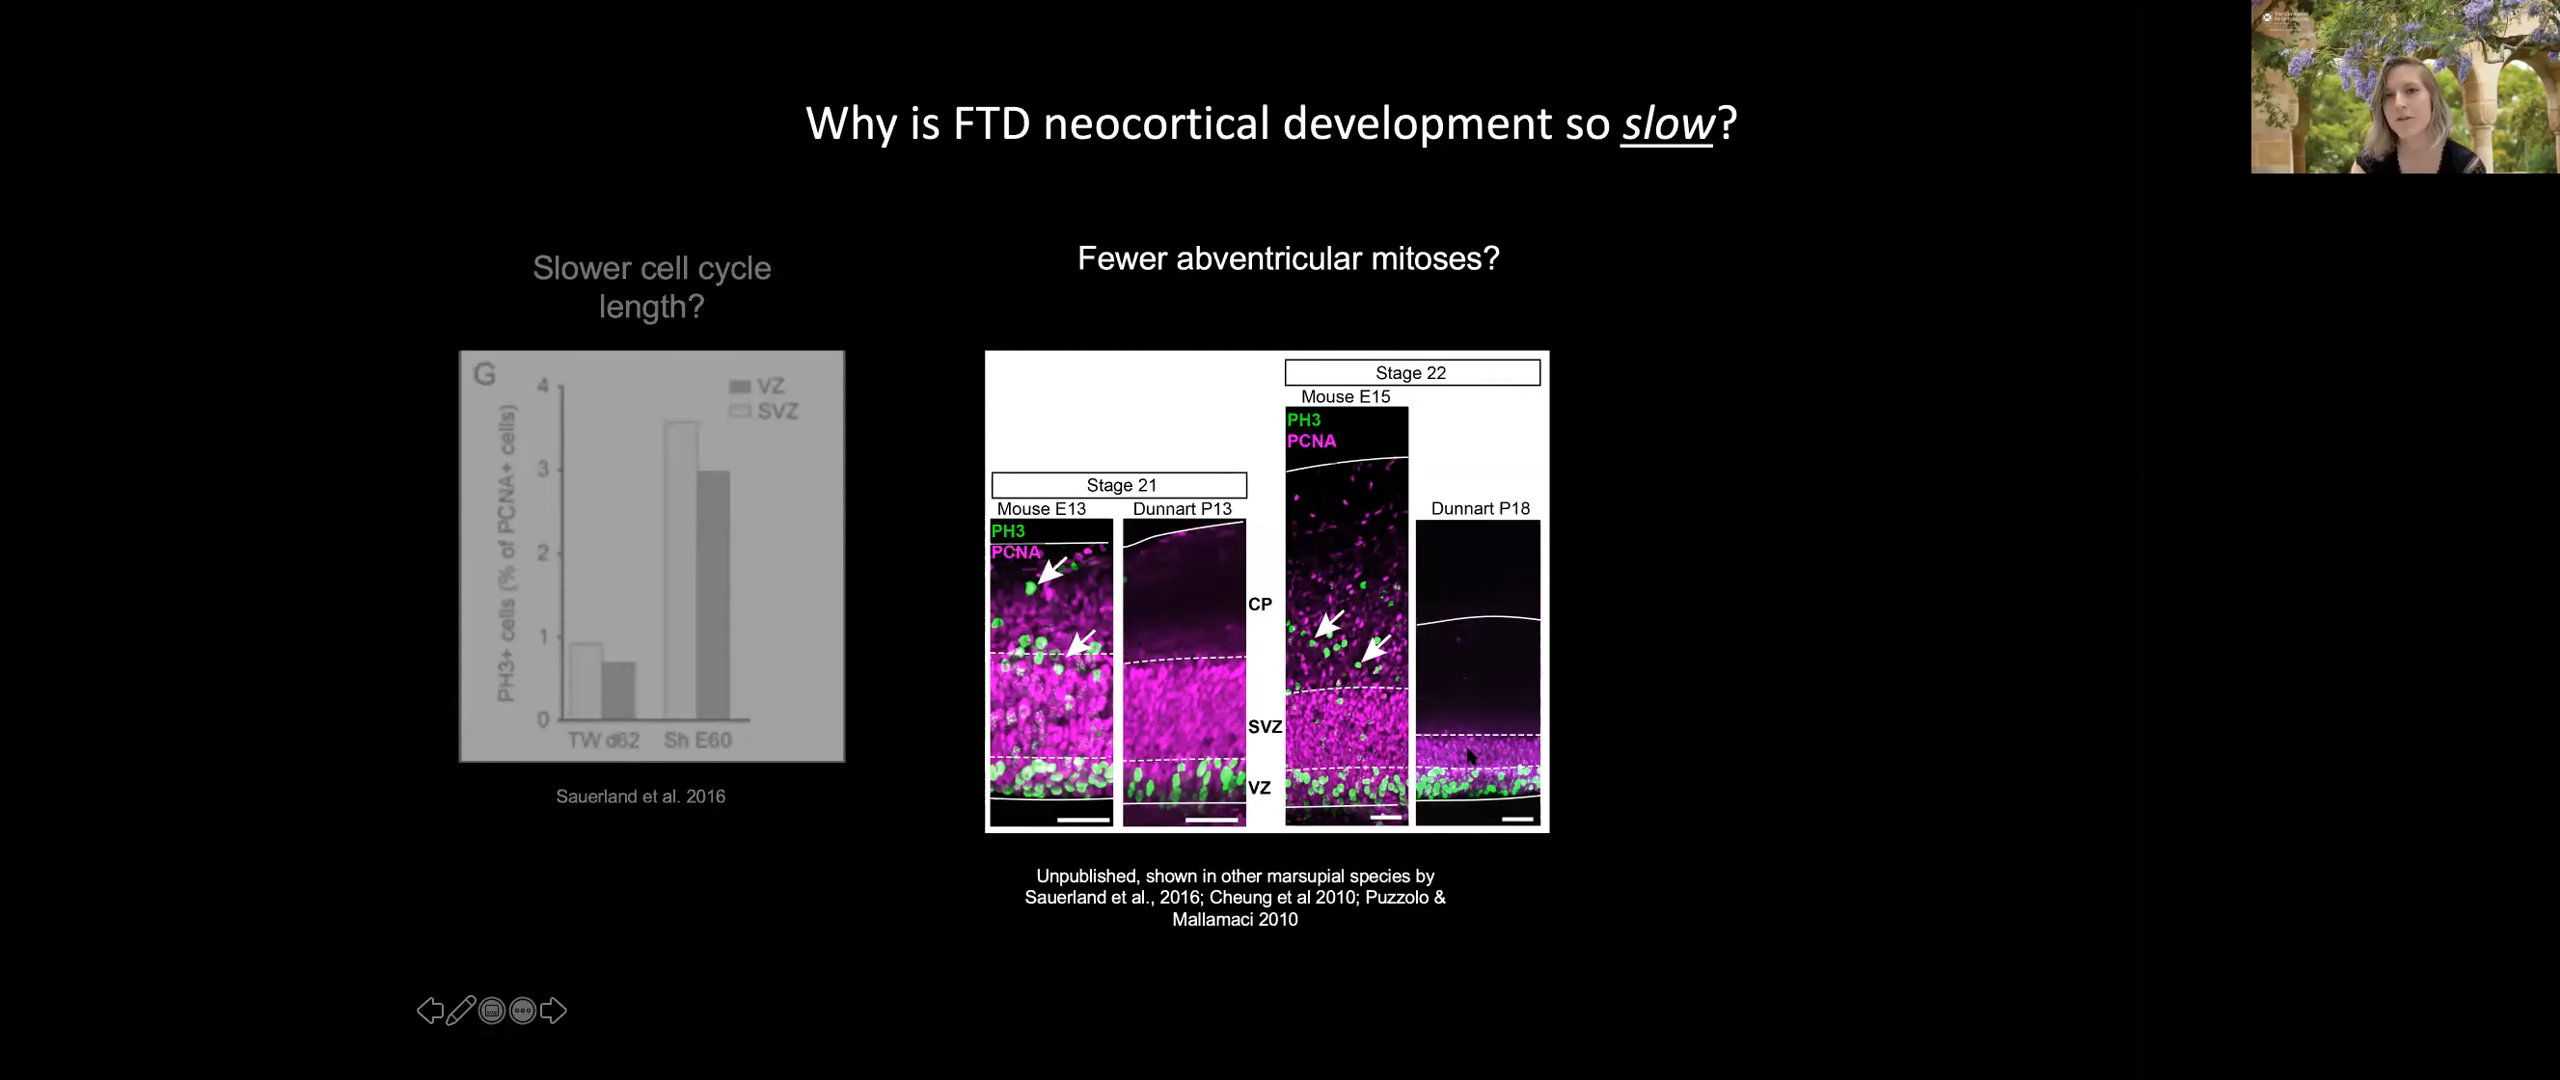 Why is FTD neocortical development so slow?
Slower cell cycle
length?
G
PH3+ cells (% of PCNA+ cells)
4
3
2
1
0
VZ
SVZ
TW d62 Sh E60
Sauerland et al. 2016
Fewer abventricular mitoses?
Stage 21
Mouse E13 Dunnart P13
PH3
PCNA
CP
SVZ
VZ
Stage 22
Mouse E15
PH3
PCNA
Dunnart P18
Unpublished, shown in other marsupial species by
Sauerland et al., 2016; Cheung et al 2010; Puzzolo &
Mallamaci 2010